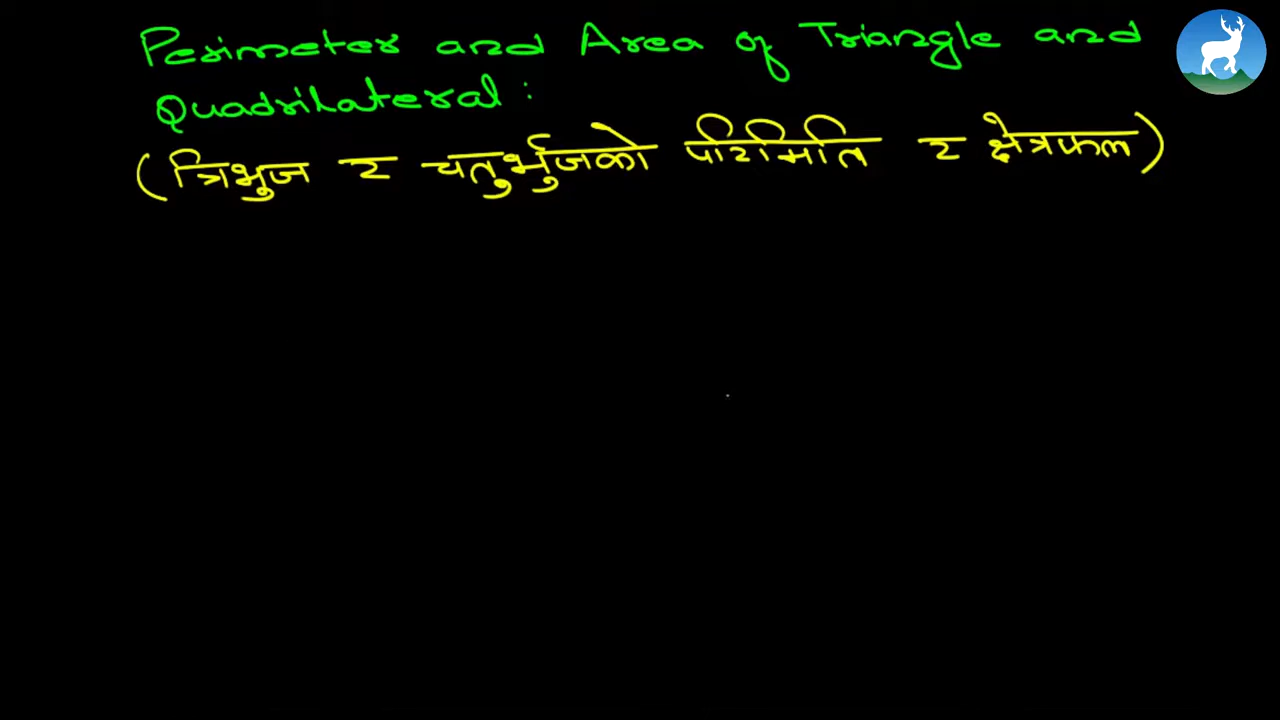 Perimeter and Area of Triangle and
Quadrilateral:
(त्रिभुज र चतुर्भुजको परिमिति र क्षेत्रफल)